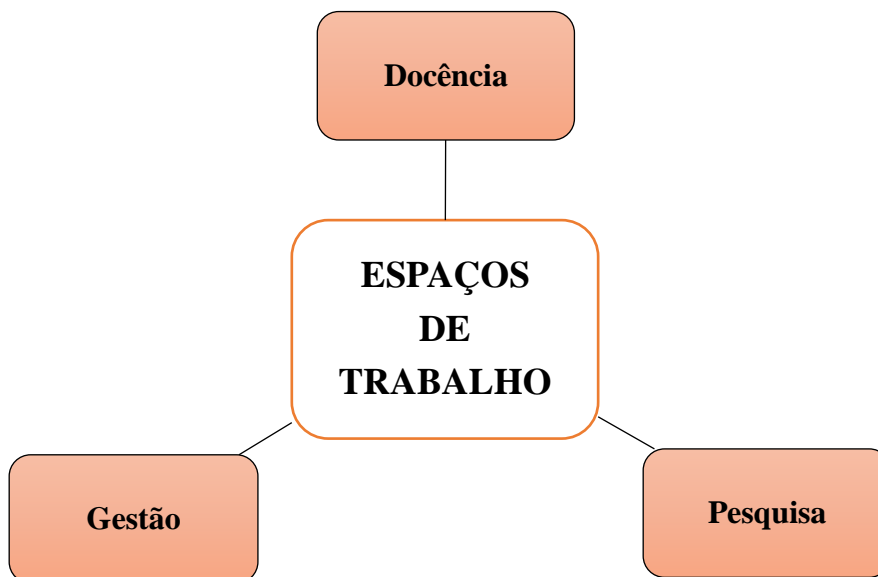 Docência
ESPAÇOS
DE
TRABALHO
Gestão
Pesquisa